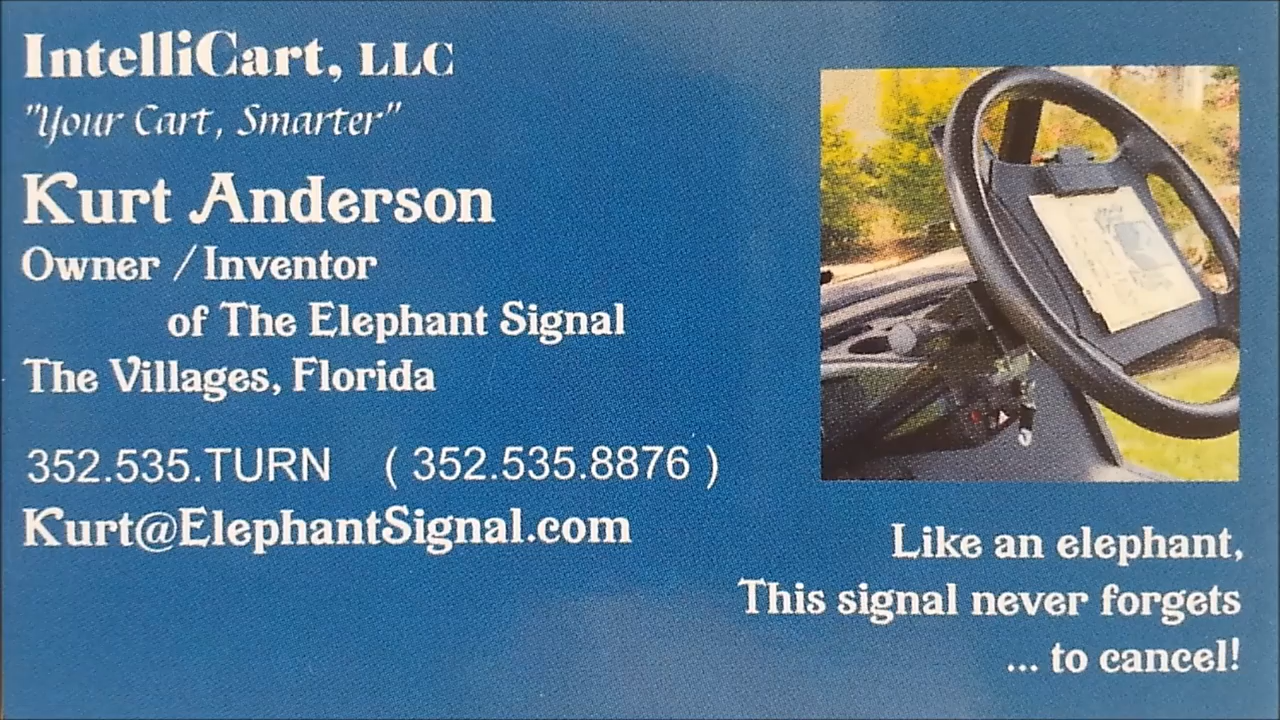 IntelliCart, LLC
"Your Cart, Smarter"
Kurt Anderson
Owner / Inventor
of The Elephant Signal
The Villages, Florida
352.535.TURN ( 352.535.8876 )
Kurt@ElephantSignal.com
Like an elephant,
This signal never forgets
... to cancel!